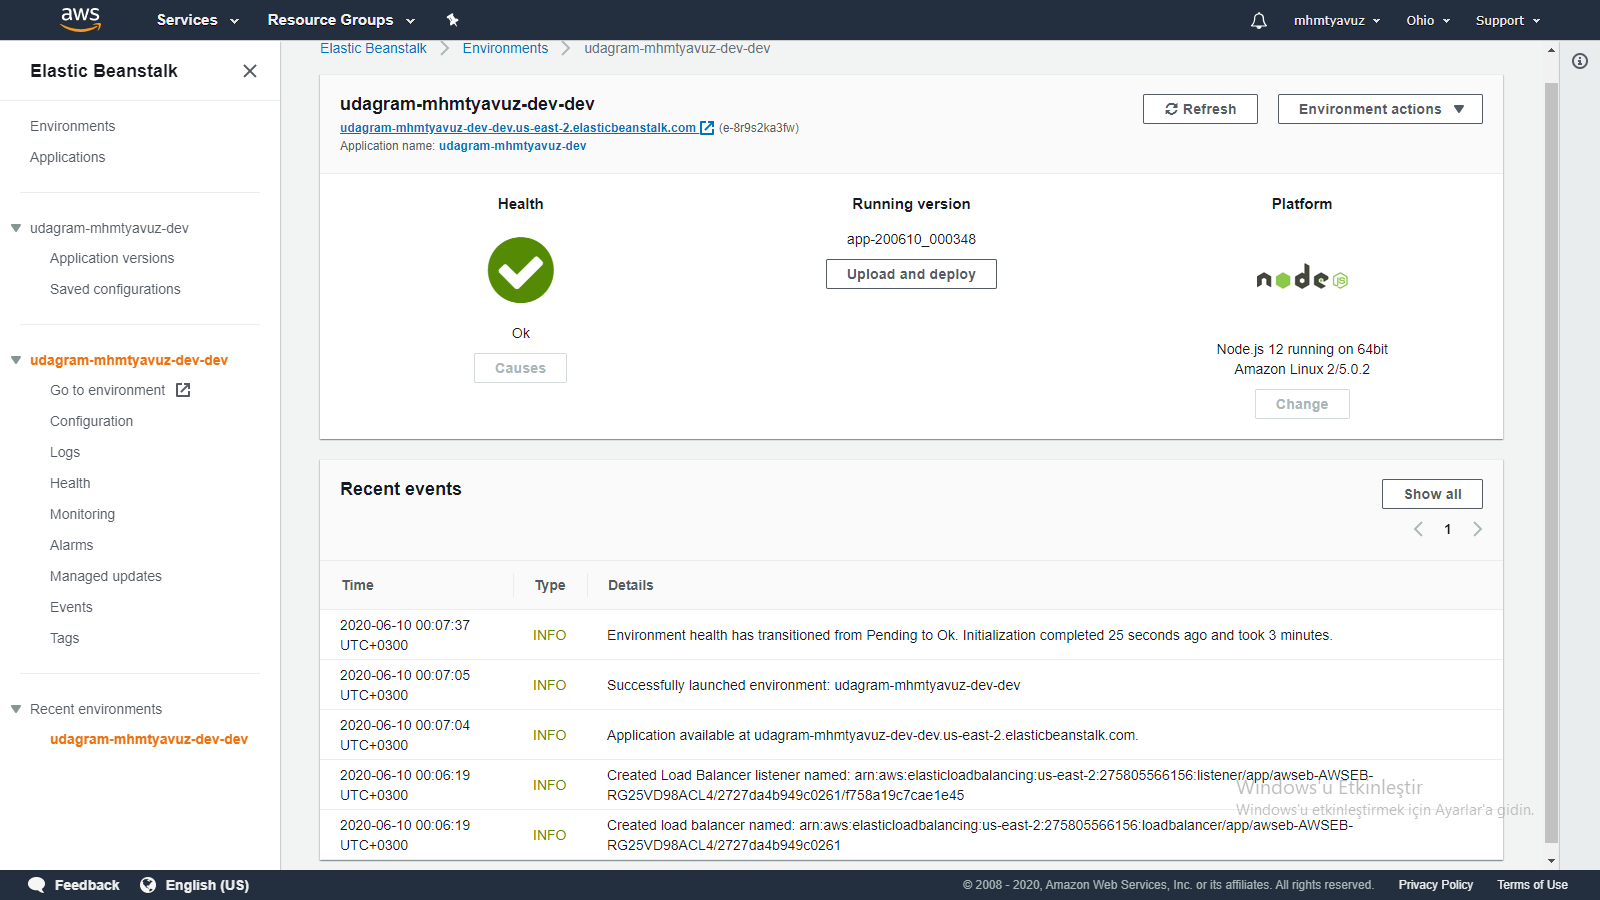 aws
Services
Resource Groups
mhmtyavuz
Ohio
Support
Elastic Beanstalk
Environments
Applications
udagram-mhmtyavuz-dev
Application versions
Saved configurations
udagram-mhmtyavuz-dev-dev
Go to environment
Configuration
Logs
Health
Monitoring
Alarms
Managed updates
Events
Tags
Recent environments
udagram-mhmtyavuz-dev-dev
Elastic Beanstalk
Environments
udagram-mhmtyavuz-dev-dev
udagram-mhmtyavuz-dev-dev
udagram-mhmtyavuz-dev-dev.us-east-2.elasticbeanstalk.com (e-8r9s2ka3fw)
Application name: udagram-mhmtyavuz-dev
Refresh
Environment actions
Health
Ok
Causes
Running version
app-200610_000348
Upload and deploy
Platform
node JS
Node.js 12 running on 64bit
Amazon Linux 2/5.0.2
Change
Recent events
Show all
1
Time
Type
Details
2020-06-10 00:07:37
UTC+0300
INFO
Environment health has transitioned from Pending to Ok. Initialization completed 25 seconds ago and took 3 minutes.
2020-06-10 00:07:05
UTC+0300
INFO
Successfully launched environment: udagram-mhmtyavuz-dev-dev
2020-06-10 00:07:04
UTC+0300
INFO
Application available at udagram-mhmtyavuz-dev-dev.us-east-2.elasticbeanstalk.com.
2020-06-10 00:06:19
UTC+0300
INFO
Created Load Balancer listener named: arn:aws:elasticloadbalancing:us-east-2:275805566156:listener/app/awseb-AWSEB-
RG25VD98ACL4/2727da4b949c0261/f758a19c7cae1e45
2020-06-10 00:06:19
UTC+0300
INFO
Created load balancer named: arn:aws:elasticloadbalancing:us-east-2:275805566156:loadbalancer/app/awseb-AWSEB-
RG25VD98ACL4/2727da4b949c0261
Windows'u Etkinleştir
Windows'u etkinleştirmek için Ayarlar'a gidin.
Feedback
English (US)
© 2008 - 2020, Amazon Web Services, Inc. or its affiliates. All rights reserved.
Privacy Policy
Terms of Use